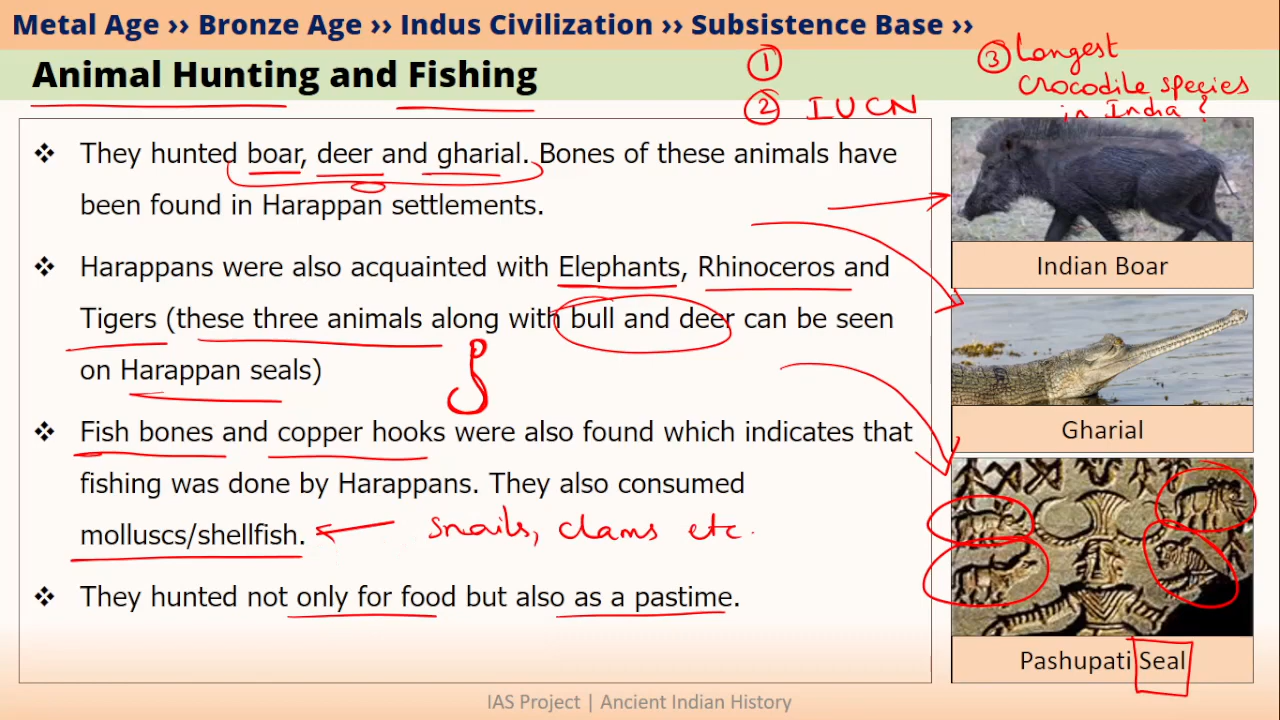 Metal Age ›› Bronze Age ›› Indus Civilization ›› Subsistence Base ››
Animal Hunting and Fishing
①
② IUCN
③ Longest
Crocodile species
in India ?
❖ They hunted boar, deer and gharial. Bones of these animals have
been found in Harappan settlements.
❖ Harappans were also acquainted with Elephants, Rhinoceros and
Tigers (these three animals along with bull and deer can be seen
on Harappan seals)
❖ Fish bones and copper hooks were also found which indicates that
fishing was done by Harappans. They also consumed
molluscs/shellfish.
snails, clams etc.
❖ They hunted not only for food but also as a pastime.
Indian Boar
Gharial
Pashupati Seal
IAS Project | Ancient Indian History